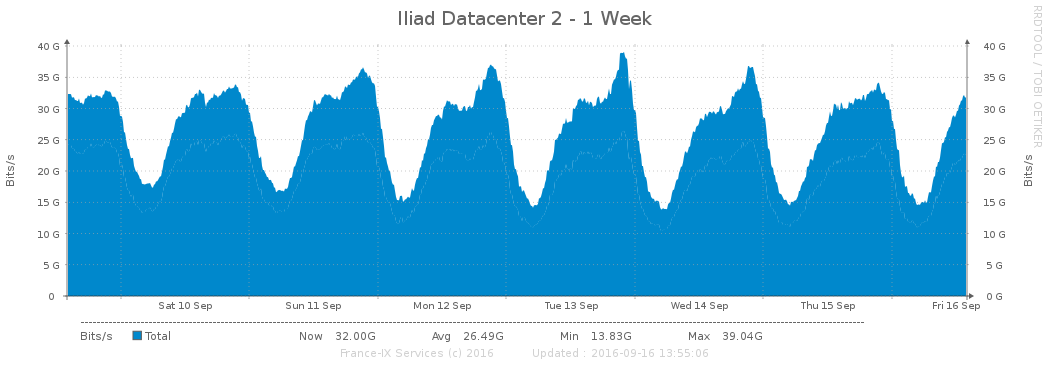 Iliad Datacenter 2 - 1 Week
RRDTOOL / TOBI OETIKER
Bits/s
40 G 40 G
35 G 35 G
30 G 30 G
25 G 25 G
20 G 20 G
15 G 15 G
10 G 10 G
5 G 5 G
0 0 G
Bits/s
Sat 10 Sep Sun 11 Sep Mon 12 Sep Tue 13 Sep Wed 14 Sep Thu 15 Sep Fri 16 Sep
Bits/s Total Now 32.00G Avg 26.49G Min 13.83G Max 39.04G
France-IX Services (c) 2016 Updated : 2016-09-16 13:55:06